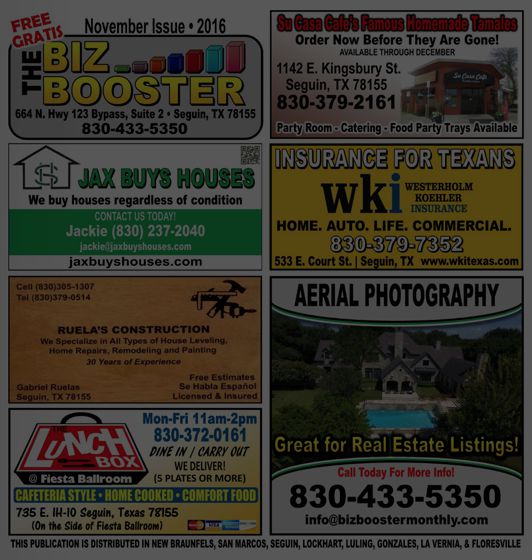 FREE
GRATIS
November Issue • 2016
THE BIZ
BOOSTER
664 N. Hwy 123 Bypass, Suite 2 • Seguin, TX 78155
830-433-5350
Su Casa Cafe's Famous Homemade Tamales
Order Now Before They Are Gone!
AVAILABLE THROUGH DECEMBER
1142 E. Kingsbury St.
Seguin, TX 78155
830-379-2161
Su Casa Cafe
Party Room - Catering - Food Party Trays Available
JAX BUYS HOUSES
We buy houses regardless of condition
CONTACT US TODAY!
Jackie (830) 237-2040
jackie@jaxbuyshouses.com
jaxbuyshouses.com
INSURANCE FOR TEXANS
wki
WESTERHOLM
KOEHLER
INSURANCE
HOME. AUTO. LIFE. COMMERCIAL.
830-379-7352
533 E. Court St. | Seguin, TX www.wkitexas.com
Cell (830)305-1307
Tel (830)379-0514
RUELA'S CONSTRUCTION
We Specialize in All Types of House Leveling,
Home Repairs, Remodeling and Painting
30 Years of Experience
Gabriel Ruelas
Seguin, TX 78155
Free Estimates
Se Habla Español
Licensed & Insured
AERIAL PHOTOGRAPHY
Great for Real Estate Listings!
Call Today For More Info!
830-433-5350
info@bizboostermonthly.com
THE
LUNCH
BOX
@ Fiesta Ballroom
Mon-Fri 11am-2pm
830-372-0161
DINE IN / CARRY OUT
WE DELIVER!
(5 PLATES OR MORE)
CAFETERIA STYLE • HOME COOKED • COMFORT FOOD
735 E. IH-10 Seguin, Texas 78155
(On the Side of Fiesta Ballroom)
VISA
THIS PUBLICATION IS DISTRIBUTED IN NEW BRAUNFELS, SAN MARCOS, SEGUIN, LOCKHART, LULING, GONZALES, LA VERNIA, & FLORESVILLE